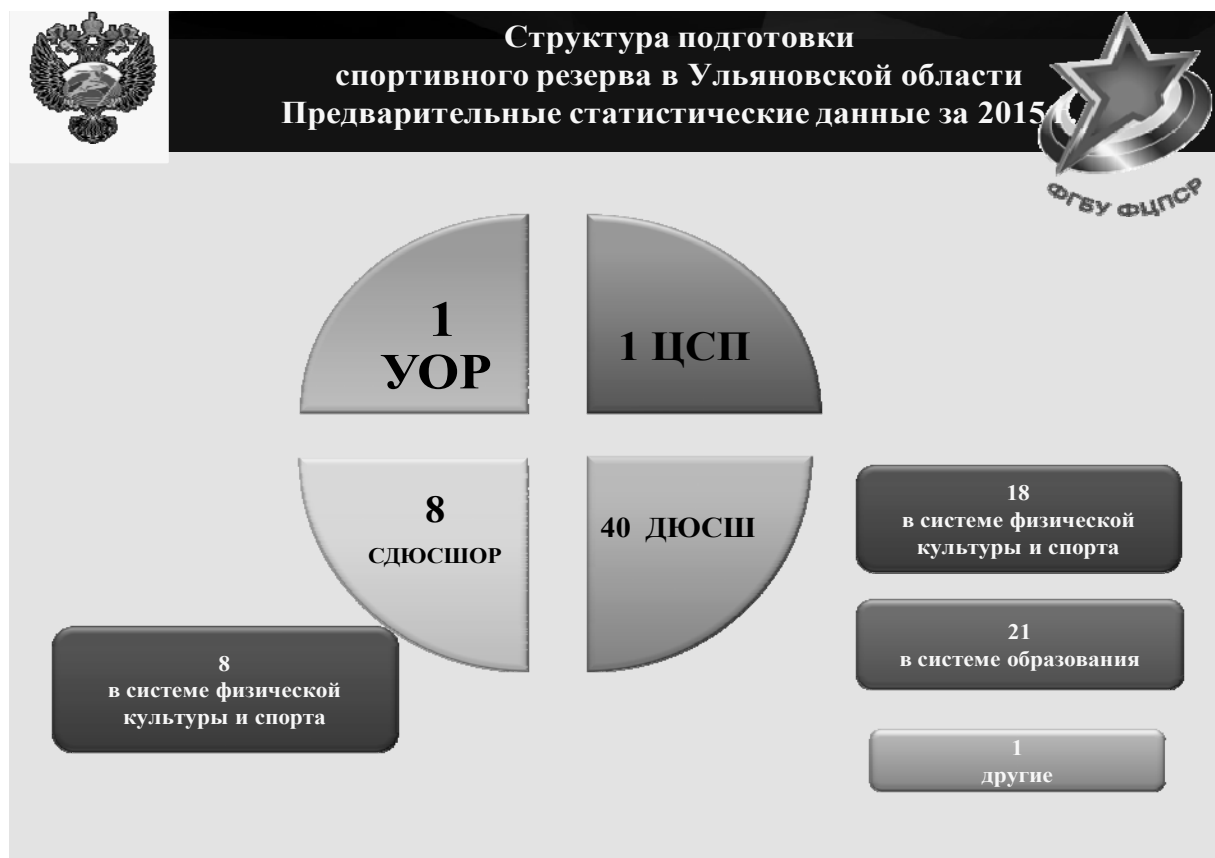 Структура подготовки
спортивного резерва в Ульяновской области
Предварительные статистические данные за 2015 г.
ФГБУ ФЦПСР
1
УОР
1 ЦСП
8
СДЮСШОР
40 ДЮСШ
18
в системе физической
культуры и спорта
21
в системе образования
1
другие
8
в системе физической
культуры и спорта